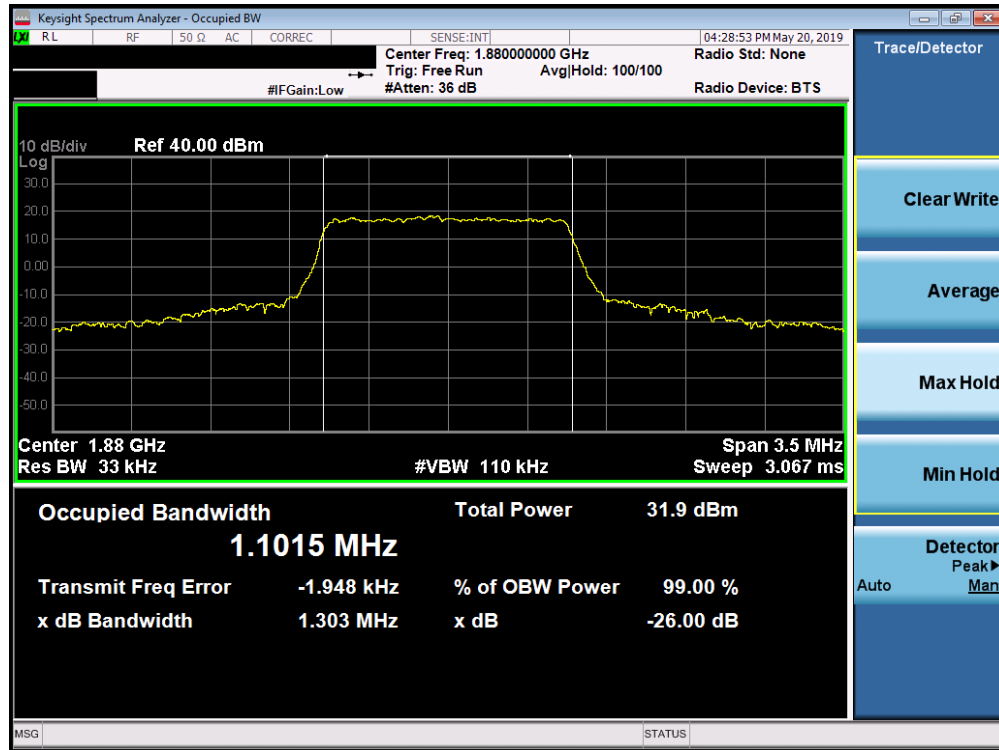 Keysight Spectrum Analyzer - Occupied BW
LXI RL RF 50 Ω AC CORREC SENSE:INT 04:28:53 PM May 20, 2019
Center Freq: 1.880000000 GHz Radio Std: None
Trig: Free Run Avg|Hold: 100/100
#IFGain:Low #Atten: 36 dB Radio Device: BTS
10 dB/div Ref 40.00 dBm
Log
30.0
20.0
10.0
0.00
-10.0
-20.0
-30.0
-40.0
-50.0
Center 1.88 GHz Span 3.5 MHz
Res BW 33 kHz #VBW 110 kHz Sweep 3.067 ms
Occupied Bandwidth Total Power 31.9 dBm
1.1015 MHz
Transmit Freq Error -1.948 kHz % of OBW Power 99.00 %
x dB Bandwidth 1.303 MHz x dB -26.00 dB
MSG STATUS
Trace/Detector
Clear Write
Average
Max Hold
Min Hold
Detector
Peak▶
Auto Man